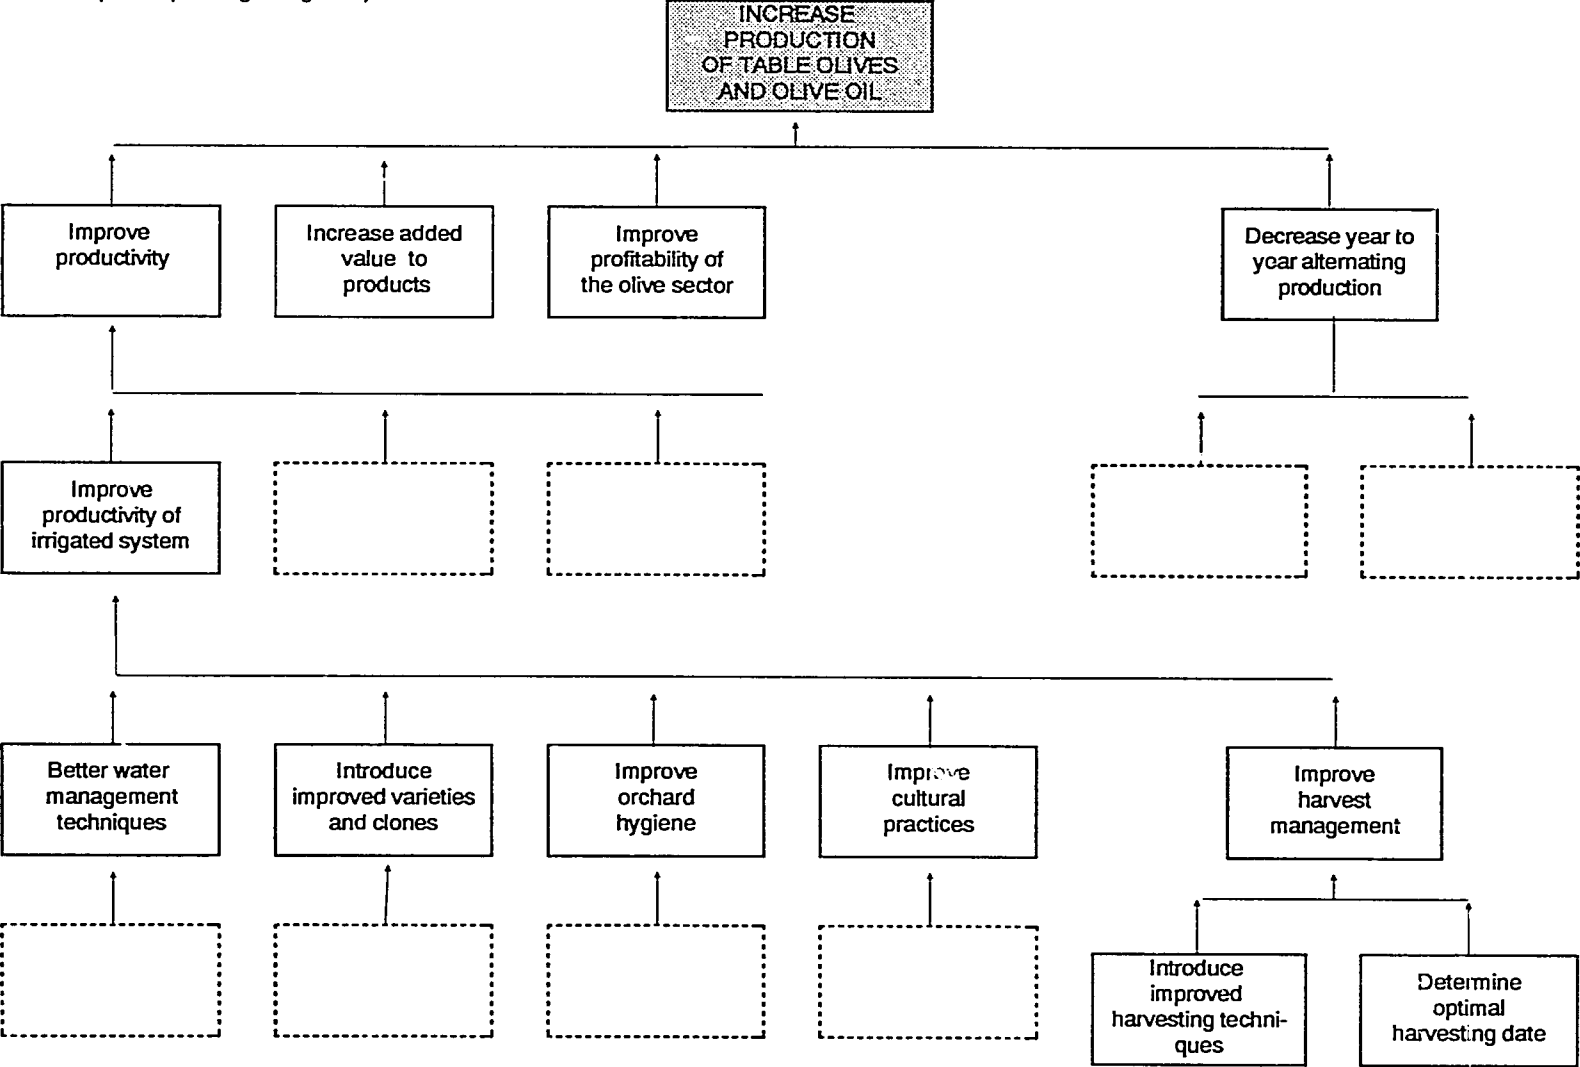 INCREASE
PRODUCTION
OF TABLE OLIVES
AND OLIVE OIL
Improve
productivity
Increase added
value to
products
Improve
profitability of
the olive sector
Decrease year to
year alternating
production
Improve
productivity of
irrigated system
Better water
management
techniques
Introduce
improved varieties
and clones
Improve
orchard
hygiene
Improve
cultural
practices
Improve
harvest
management
Introduce
improved
harvesting techni-
ques
Determine
optimal
harvesting date